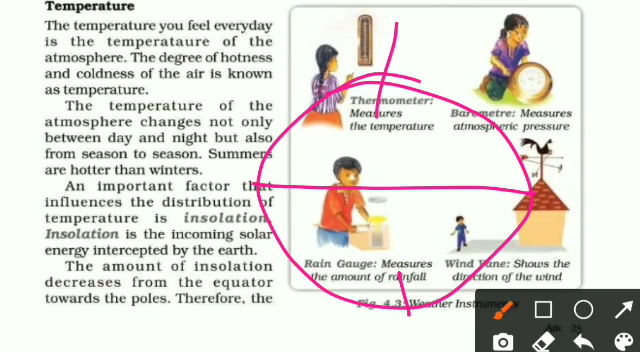 Temperature
The temperature you feel everyday
is the temperataure of the
atmosphere. The degree of hotness
and coldness of the air is known
as temperature.
The temperature of the
atmosphere changes not only
between day and night but also
from season to season. Summers
are hotter than winters.
An important factor that
influences the distribution of
temperature is insolation.
Insolation is the incoming solar
energy intercepted by the earth.
The amount of insolation
decreases from the equator
towards the poles. Therefore, the
Thermometer:
Measures
the temperature
Barometre: Measures
atmospheric pressure
Rain Gauge: Measures
the amount of rainfall
Wind Vane: Shows the
direction of the wind
Fig. 4.3: Weather Instruments